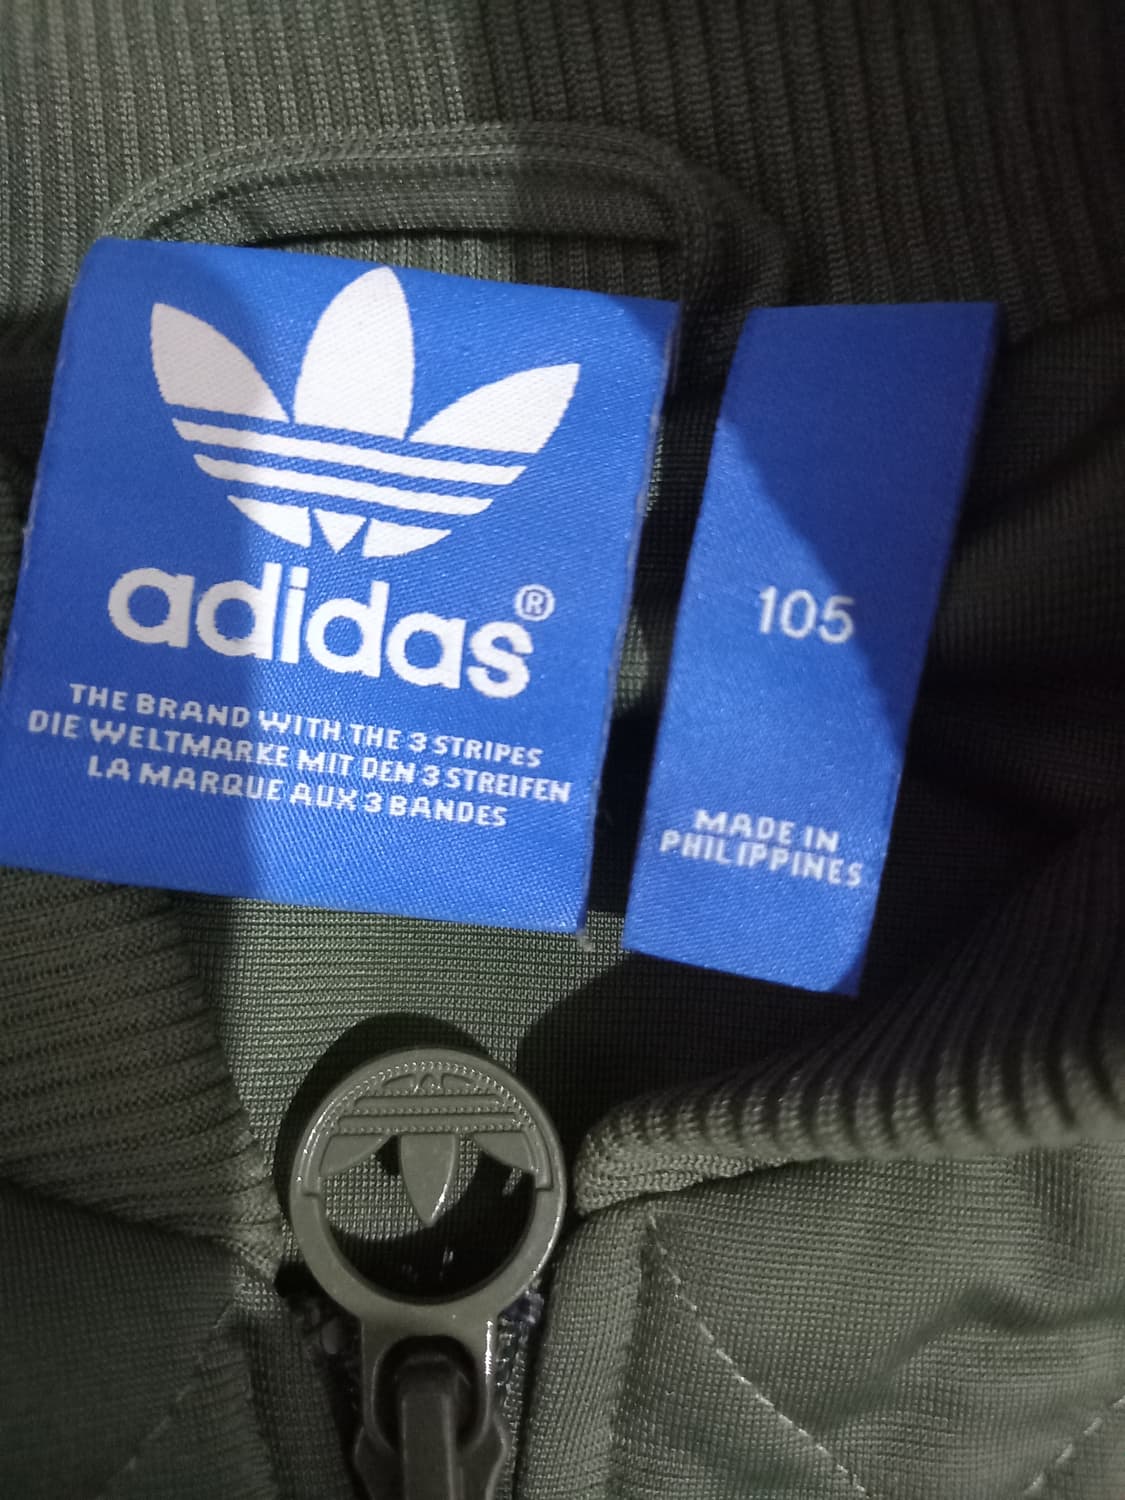 adidas®
THE BRAND WITH THE 3 STRIPES
DIE WELTMARKE MIT DEN 3 STREIFEN
LA MARQUE AUX 3 BANDES
105
MADE IN
PHILIPPINES